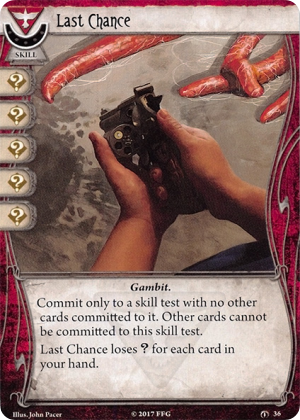 Last Chance
SKILL
?
?
?
?
?
Gambit.
Commit only to a skill test with no other
cards committed to it. Other cards cannot
be committed to this skill test.
Last Chance loses ? for each card in
your hand.
Illus. John Pacer
© 2017 FFG
36